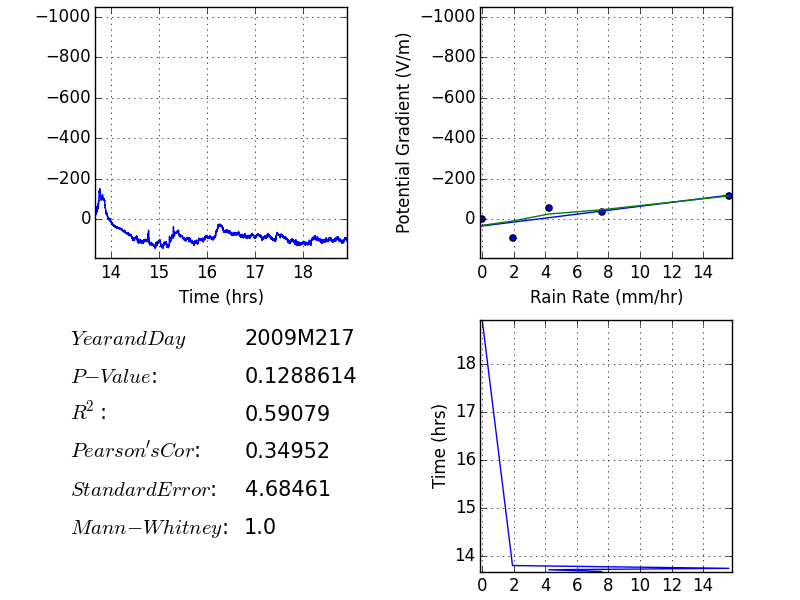 −1000
−800
−600
−400
−200
0
14 15 16 17 18
Time (hrs)
Potential Gradient (V/m)
−1000
−800
−600
−400
−200
0
0 2 4 6 8 10 12 14
Rain Rate (mm/hr)
YearandDay 2009M217
P−Value: 0.1288614
R²: 0.59079
Pearson'sCor: 0.34952
StandardError: 4.68461
Mann−Whitney: 1.0
Time (hrs)
18
17
16
15
14
0 2 4 6 8 10 12 14